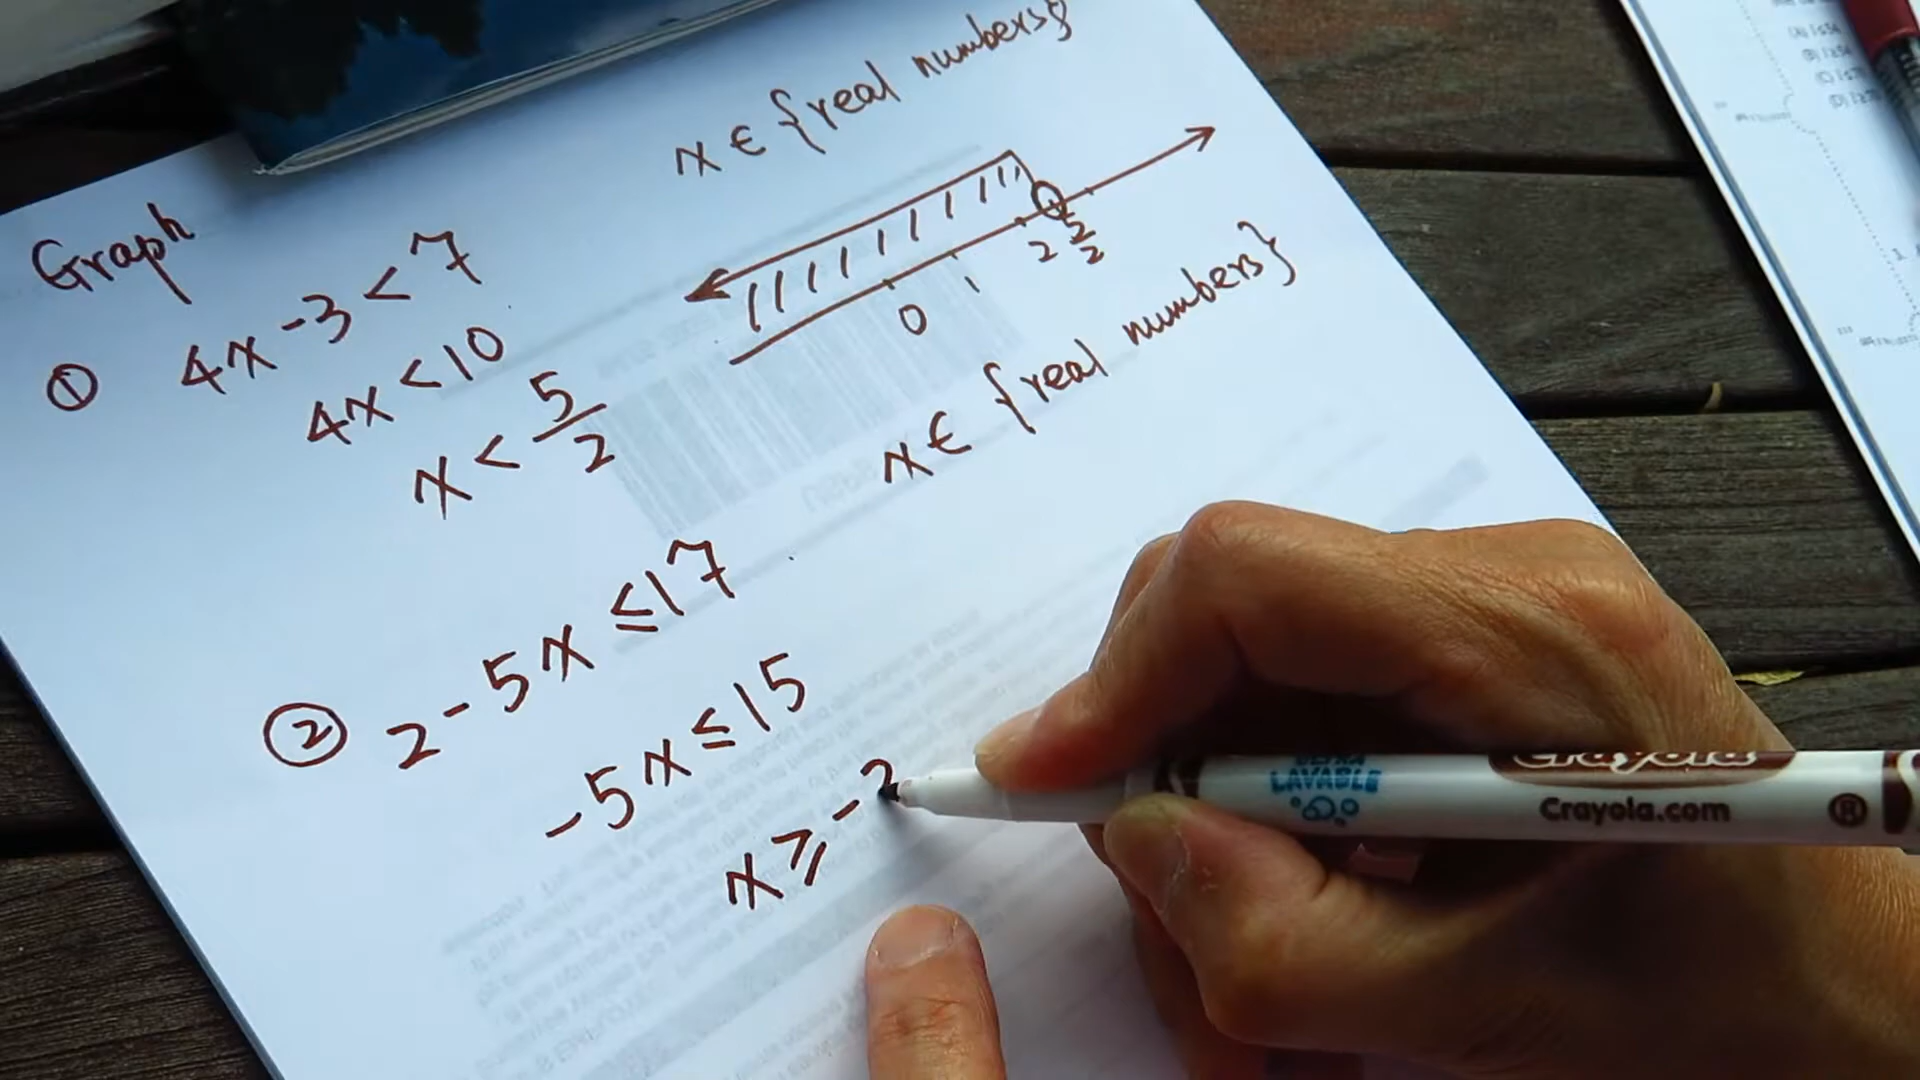 Graph
x ∈ {real numbers}
① 4x - 3 < 7
4x < 10
x < 5/2
0 1 2 5/2
x ∈ {real numbers}
② 2 - 5x ≤ 17
-5x ≤ 15
x ⩾ -3
ULTRA
LAVABLE
Crayola
Crayola.com
®